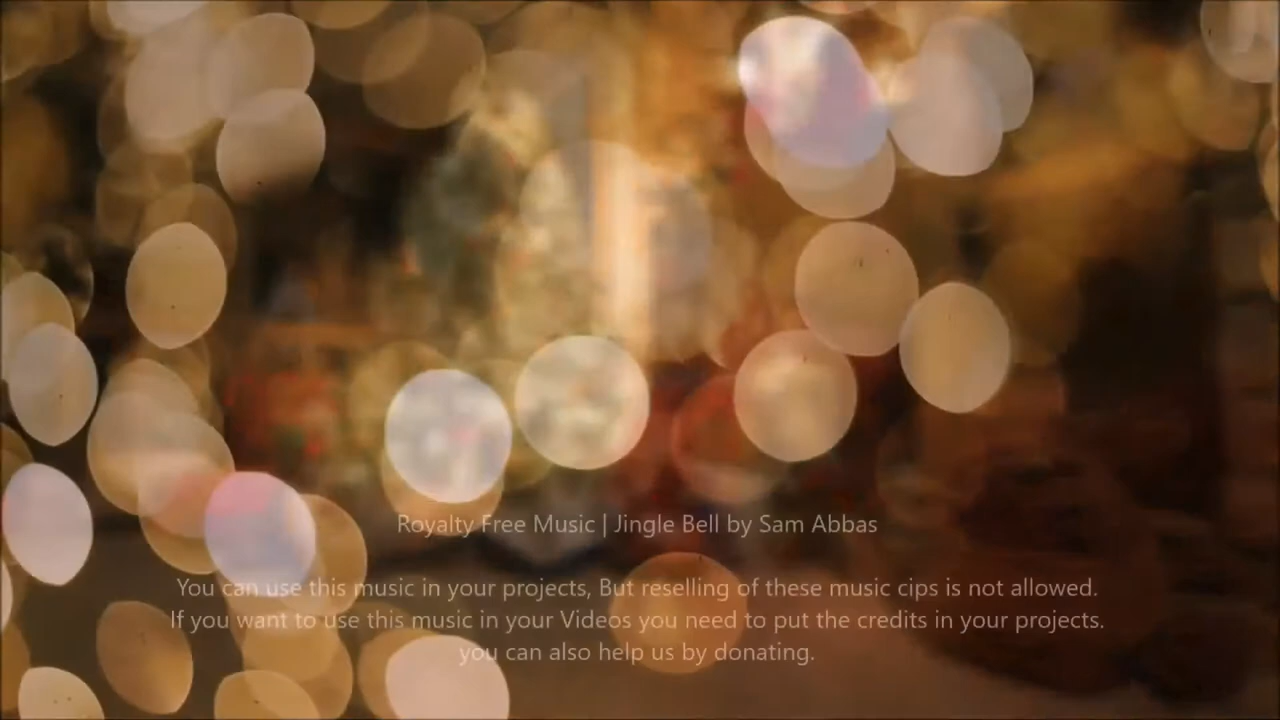 Royalty Free Music | Jingle Bell by Sam Abbas
You can use this music in your projects, But reselling of these music cips is not allowed.
If you want to use this music in your Videos you need to put the credits in your projects.
you can also help us by donating.